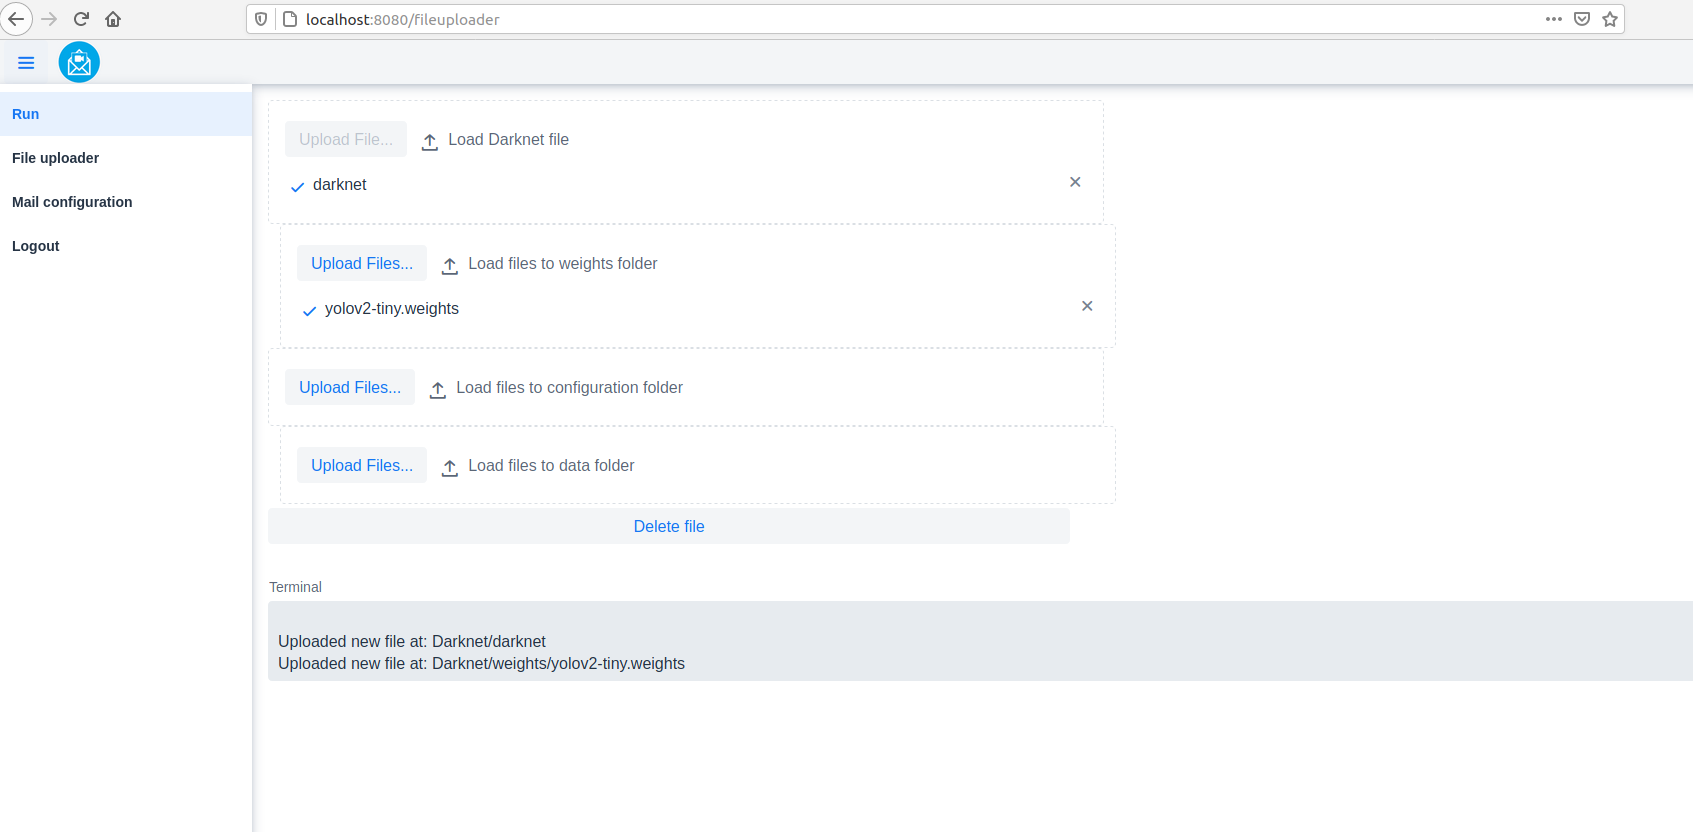 localhost:8080/fileuploader
Run
File uploader
Mail configuration
Logout
Upload File... Load Darknet file
darknet
Upload Files... Load files to weights folder
yolov2-tiny.weights
Upload Files... Load files to configuration folder
Upload Files... Load files to data folder
Delete file
Terminal
Uploaded new file at: Darknet/darknet
Uploaded new file at: Darknet/weights/yolov2-tiny.weights